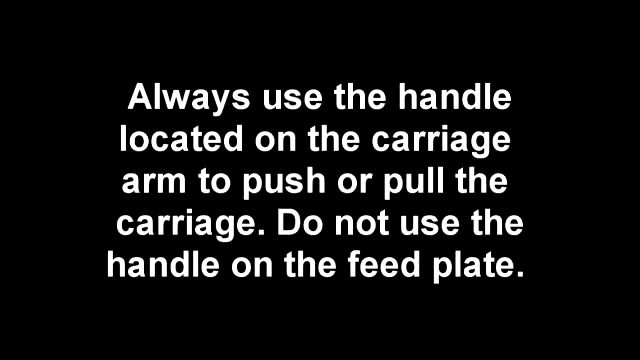 Always use the handle
located on the carriage
arm to push or pull the
carriage. Do not use the
handle on the feed plate.